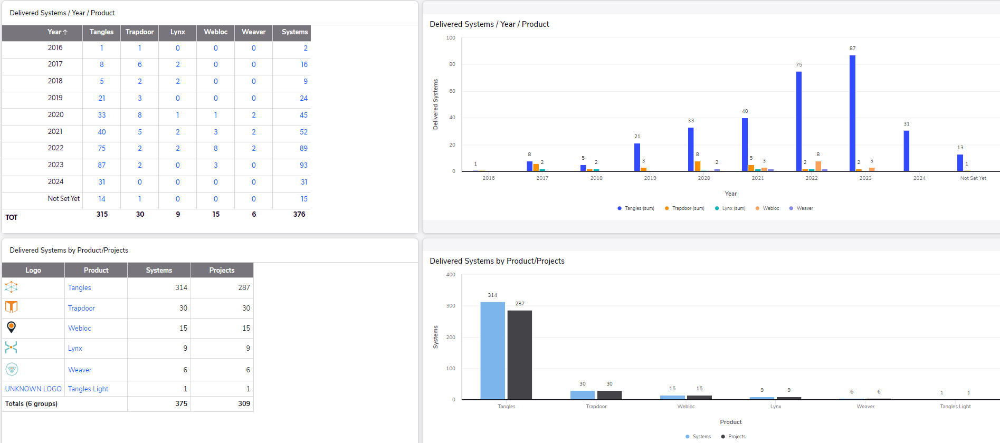 Delivered Systems / Year / Product
Year↑ Tangles Trapdoor Lynx Webloc Weaver Systems
2016 1 1 0 0 0 2
2017 8 6 2 0 0 16
2018 5 2 2 0 0 9
2019 21 3 0 0 0 24
2020 33 8 1 1 2 45
2021 40 5 2 3 2 52
2022 75 2 2 8 2 89
2023 87 2 0 3 0 93
2024 31 0 0 0 0 31
Not Set Yet 14 1 0 0 0 15
TOT 315 30 9 15 6 376
Delivered Systems / Year / Product
Delivered Systems
100
80
60
40
20
0
1
8 2
5 2
21 3
33 8 2
40 5 3
75 2 8
87 2 3
31
13 1
2016 2017 2018 2019 2020 2021 2022 2023 2024 Not Set Yet
Year
Tangles (sum) Trapdoor (sum) Lynx (sum) Webloc Weaver
Delivered Systems by Product/Projects
Logo Product Systems Projects
Tangles 314 287
Trapdoor 30 30
Webloc 15 15
Lynx 9 9
Weaver 6 6
UNKNOWN LOGO Tangles Light 1 1
Totals (6 groups) 375 309
Delivered Systems by Product/Projects
Systems
400
300
200
100
0
314 287
30 30
15 15
9 9
6 6
1 1
Tangles Trapdoor Webloc Lynx Weaver Tangles Light
Product
Systems Projects